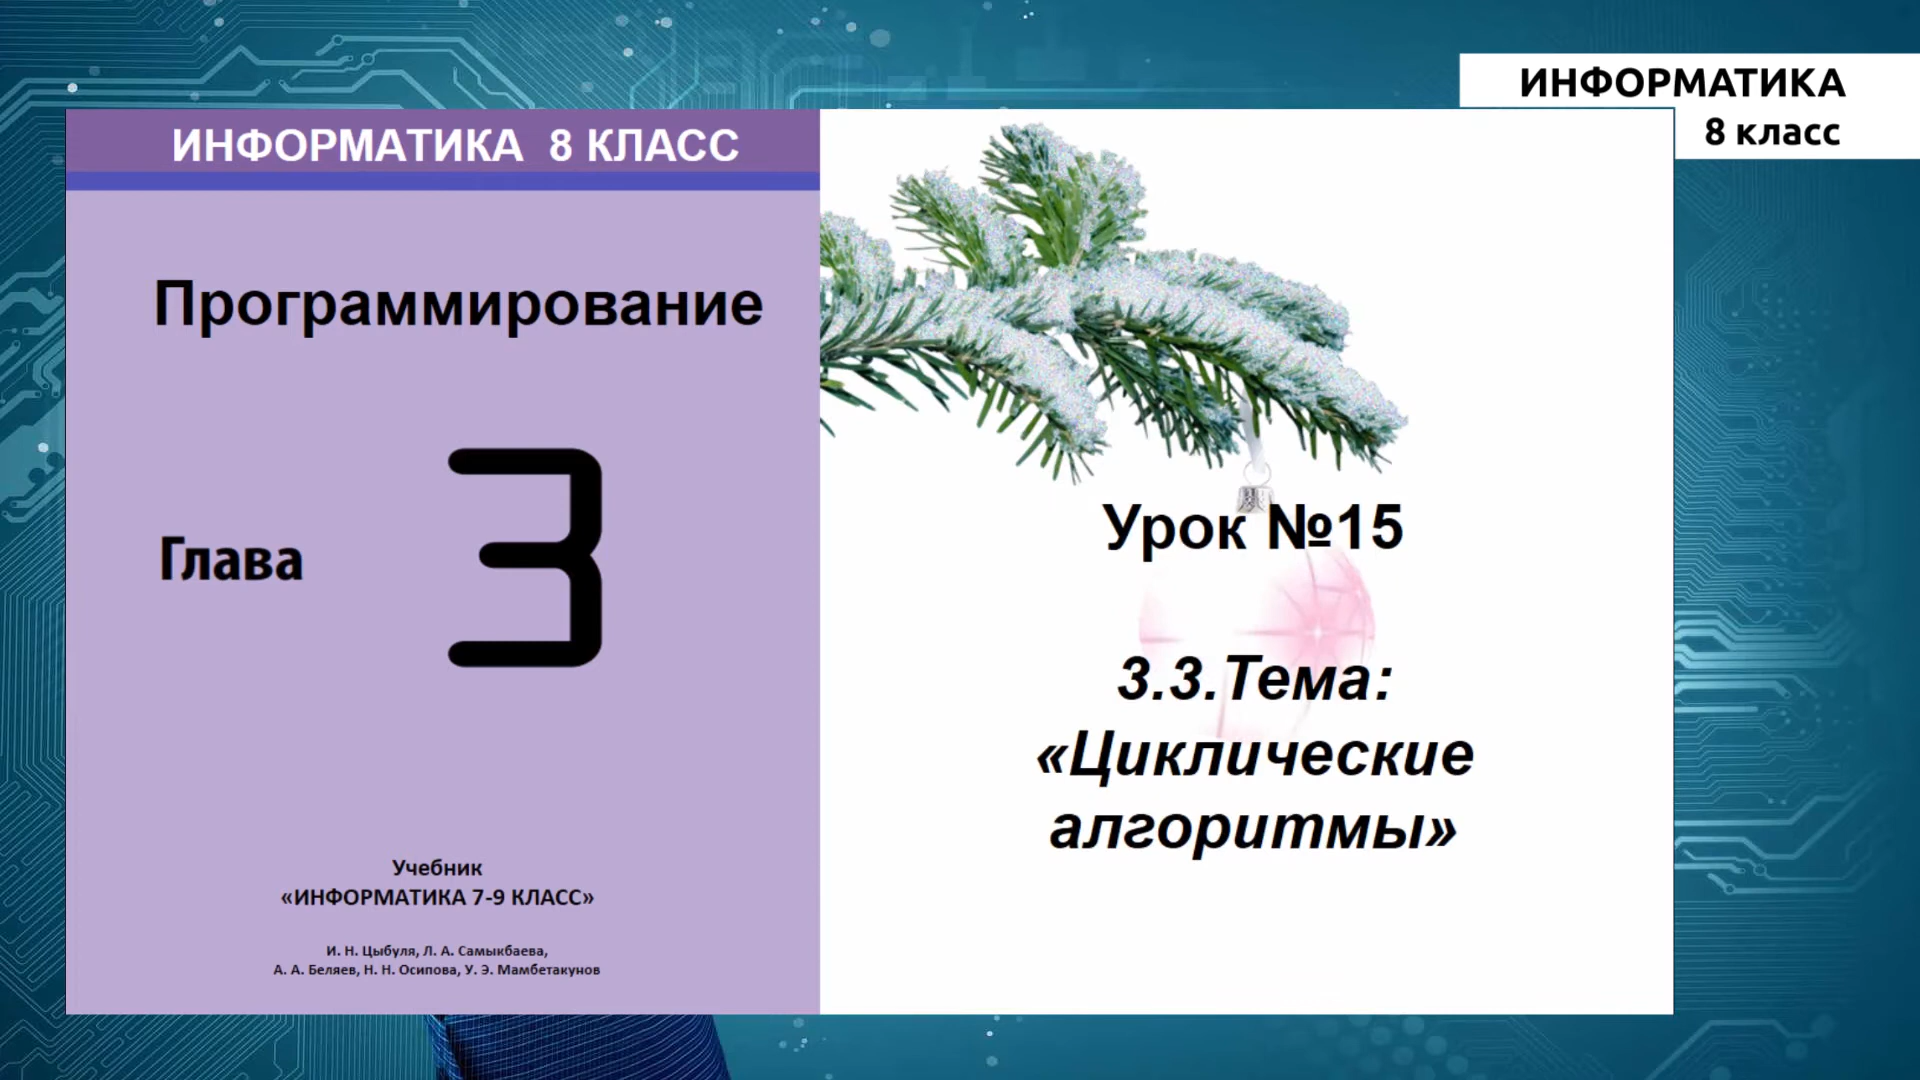 ИНФОРМАТИКА
8 класс
ИНФОРМАТИКА 8 КЛАСС
Программирование
Глава 3
Учебник
«ИНФОРМАТИКА 7-9 КЛАСС»
И. Н. Цыбуля, Л. А. Самыкбаева,
А. А. Беляев, Н. Н. Осипова, У. Э. Мамбетакунов
Урок №15
3.3.Тема:
«Циклические
алгоритмы»